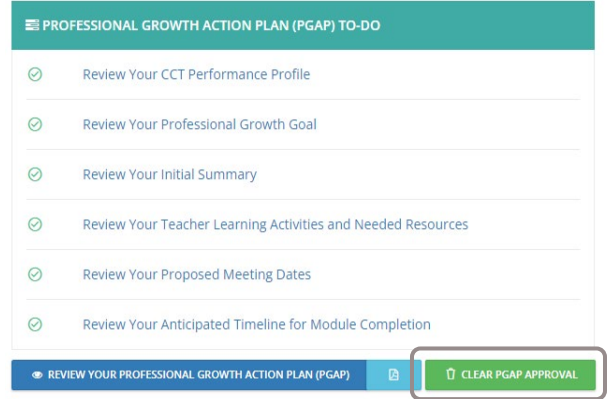 PROFESSIONAL GROWTH ACTION PLAN (PGAP) TO-DO
Review Your CCT Performance Profile
Review Your Professional Growth Goal
Review Your Initial Summary
Review Your Teacher Learning Activities and Needed Resources
Review Your Proposed Meeting Dates
Review Your Anticipated Timeline for Module Completion
REVIEW YOUR PROFESSIONAL GROWTH ACTION PLAN (PGAP) CLEAR PGAP APPROVAL